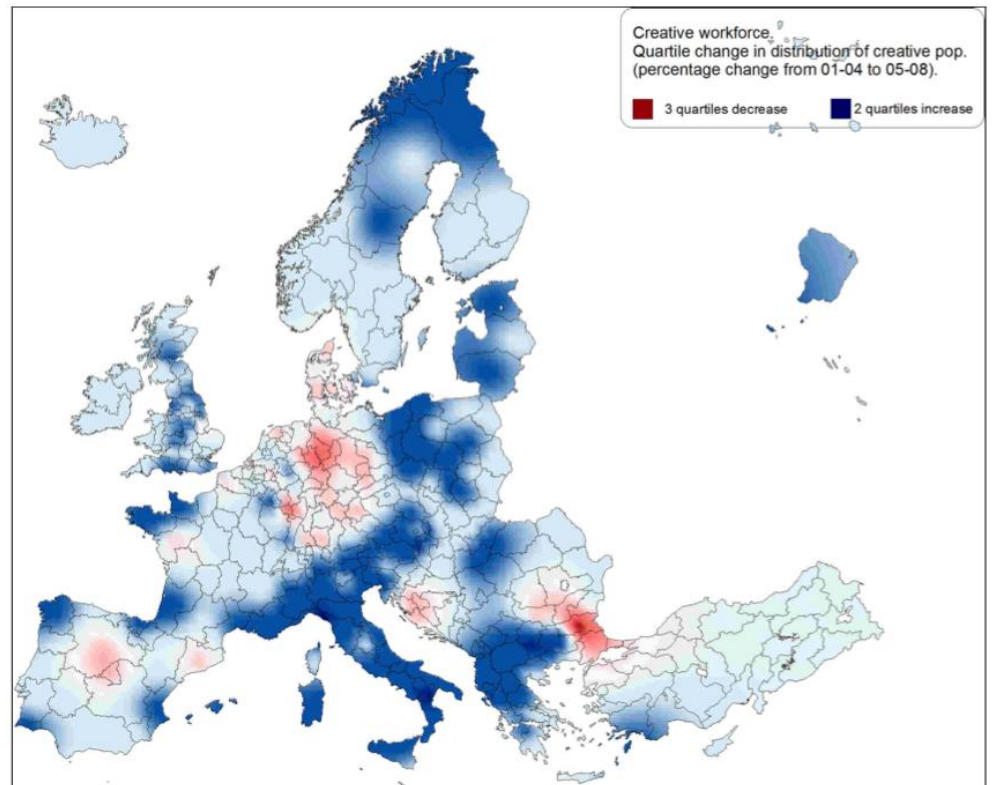 Creative workforce.
Quartile change in distribution of creative pop.
(percentage change from 01-04 to 05-08).
3 quartiles decrease
2 quartiles increase